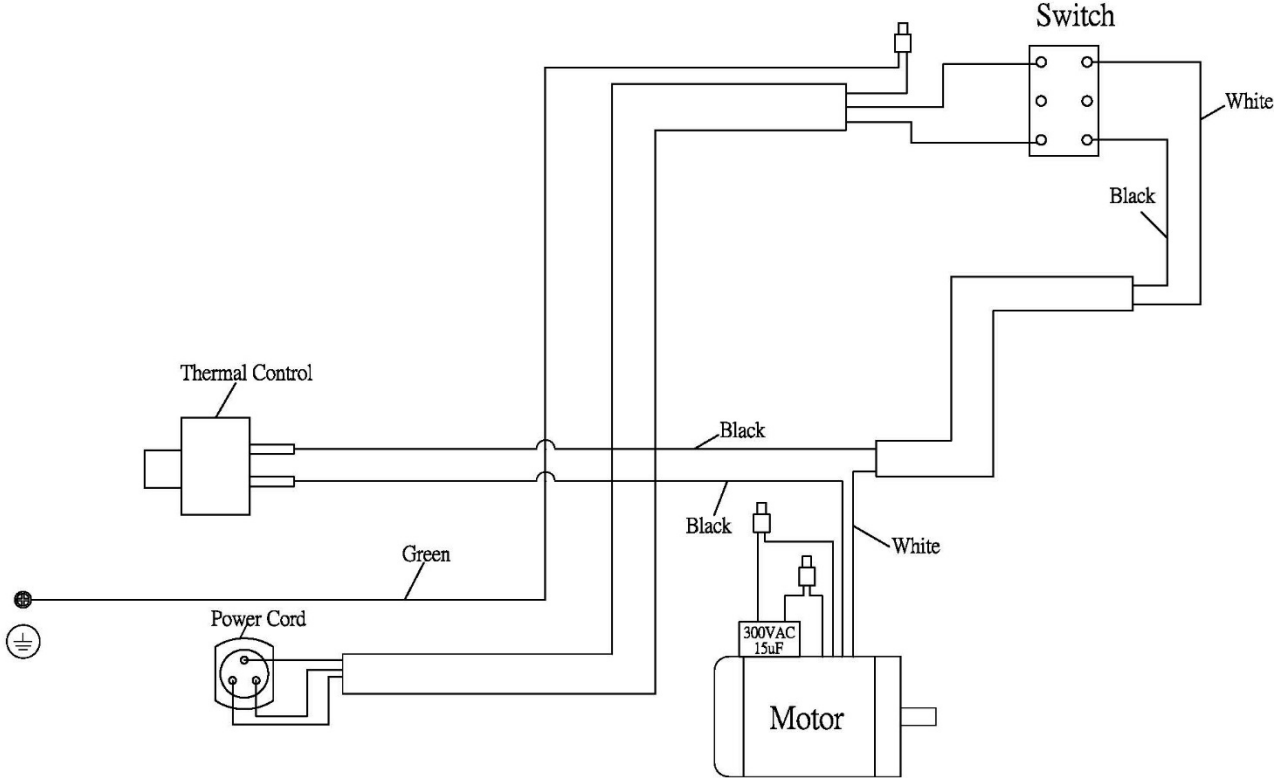 Switch
White
Black
Thermal Control
Black
Black
White
Green
Power Cord
300VAC
15uF
Motor